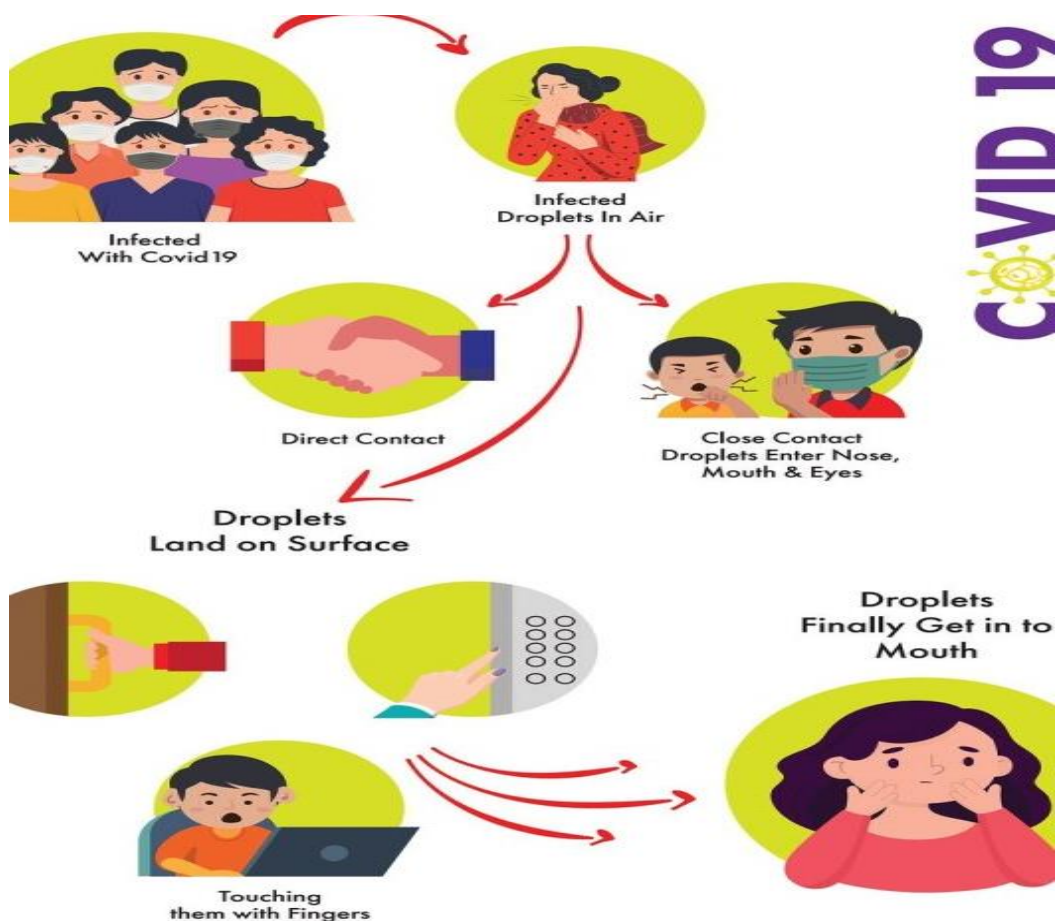 COVID 19
Infected
With Covid19
Infected
Droplets In Air
Direct Contact
Close Contact
Droplets Enter Nose,
Mouth & Eyes
Droplets
Land on Surface
Droplets
Finally Get in to
Mouth
Touching
them with Fingers